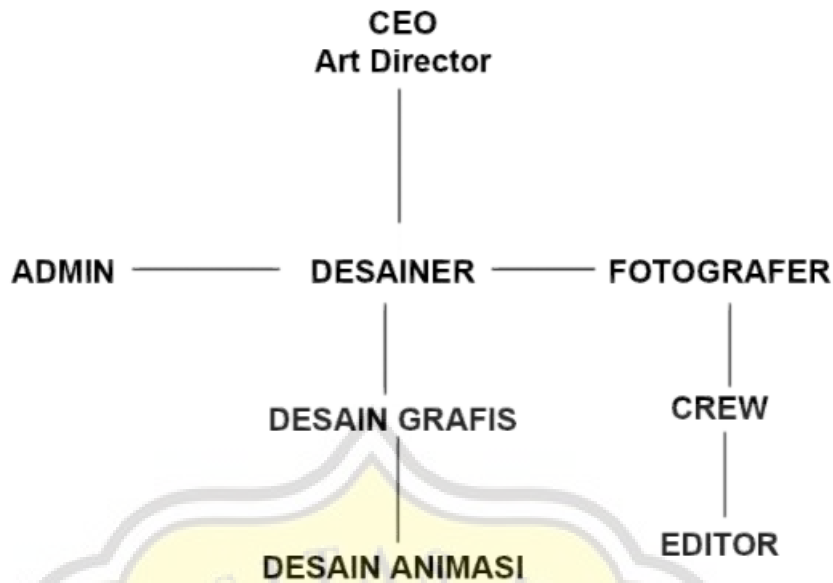 CEO
Art Director
ADMIN DESAINER FOTOGRAFER
DESAIN GRAFIS CREW
DESAIN ANIMASI EDITOR